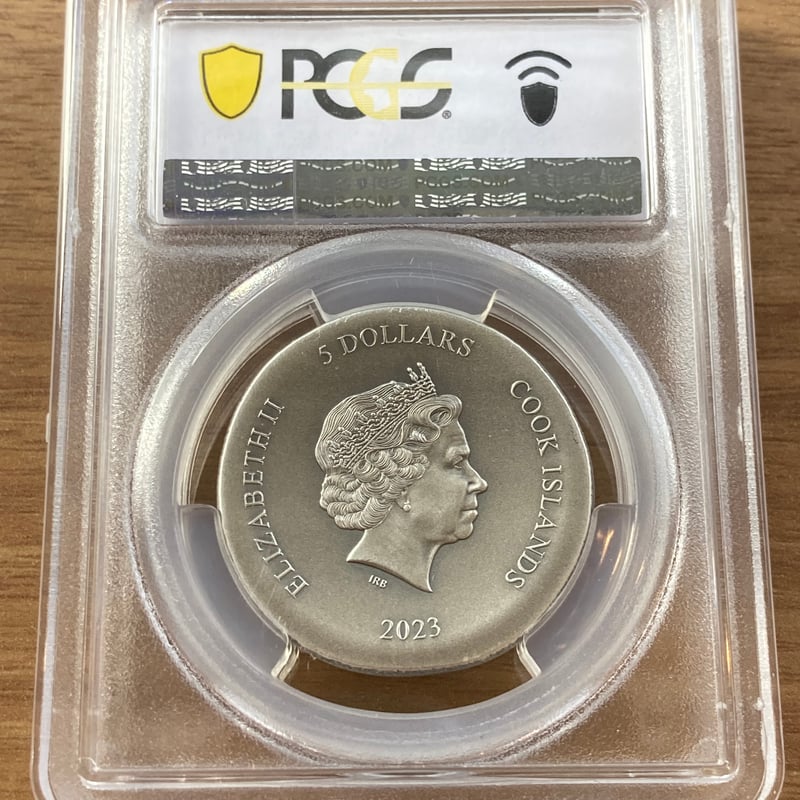 PCGS
5 DOLLARS
ELIZABETH II
COOK ISLANDS
IRB
2023